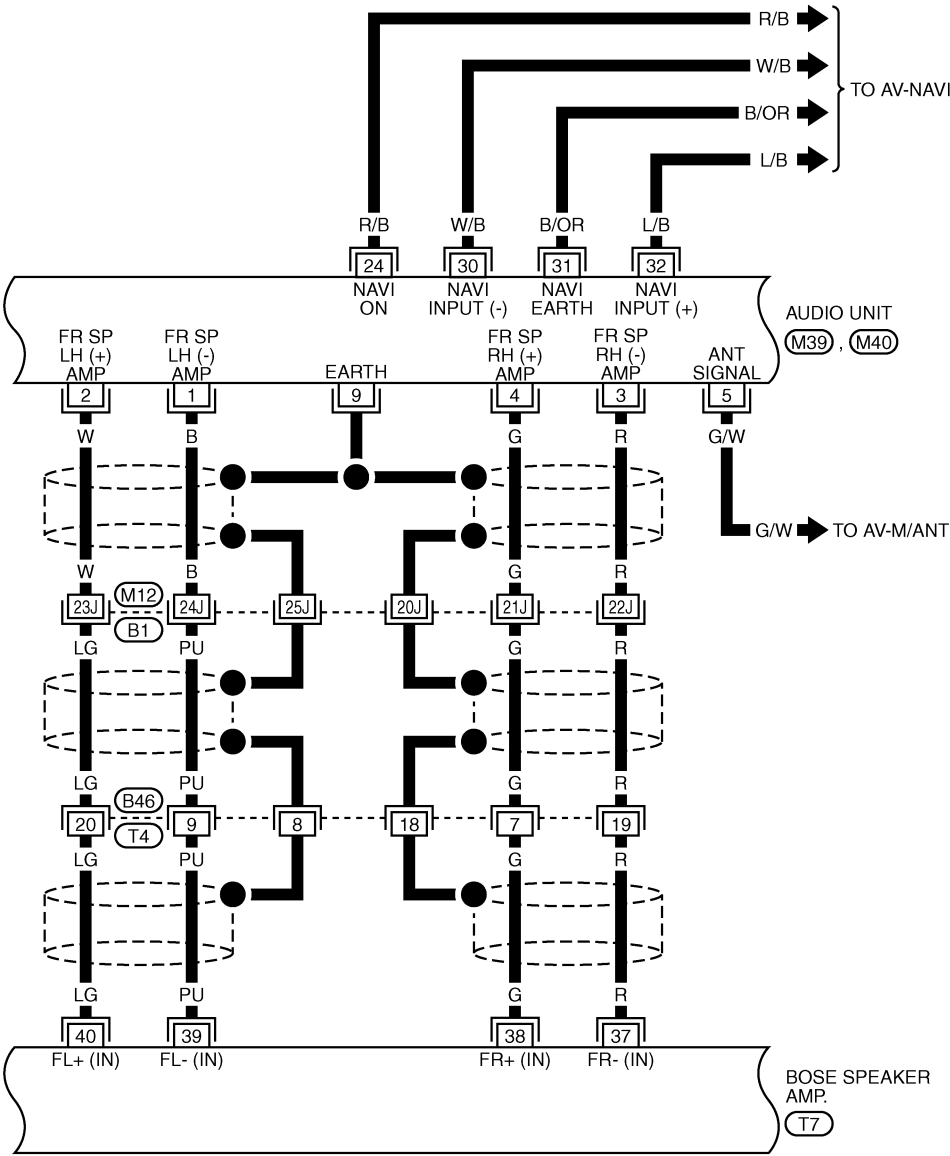 R/B
W/B
B/OR
L/B
TO AV-NAVI
R/B W/B B/OR L/B
24 30 31 32
NAVI ON
NAVI INPUT (-)
NAVI EARTH
NAVI INPUT (+)
AUDIO UNIT
M39 , M40
FR SP LH (+) AMP
FR SP LH (-) AMP
EARTH
FR SP RH (+) AMP
FR SP RH (-) AMP
ANT SIGNAL
2 1 9 4 3 5
W B G R G/W
G/W TO AV-M/ANT
W B G R
M12
23J 24J 25J 20J 21J 22J
B1
LG PU G R
LG PU G R
B46
20 9 8 18 7 19
T4
LG PU G R
LG PU G R
40 39 38 37
FL+ (IN) FL- (IN) FR+ (IN) FR- (IN)
BOSE SPEAKER
AMP.
T7